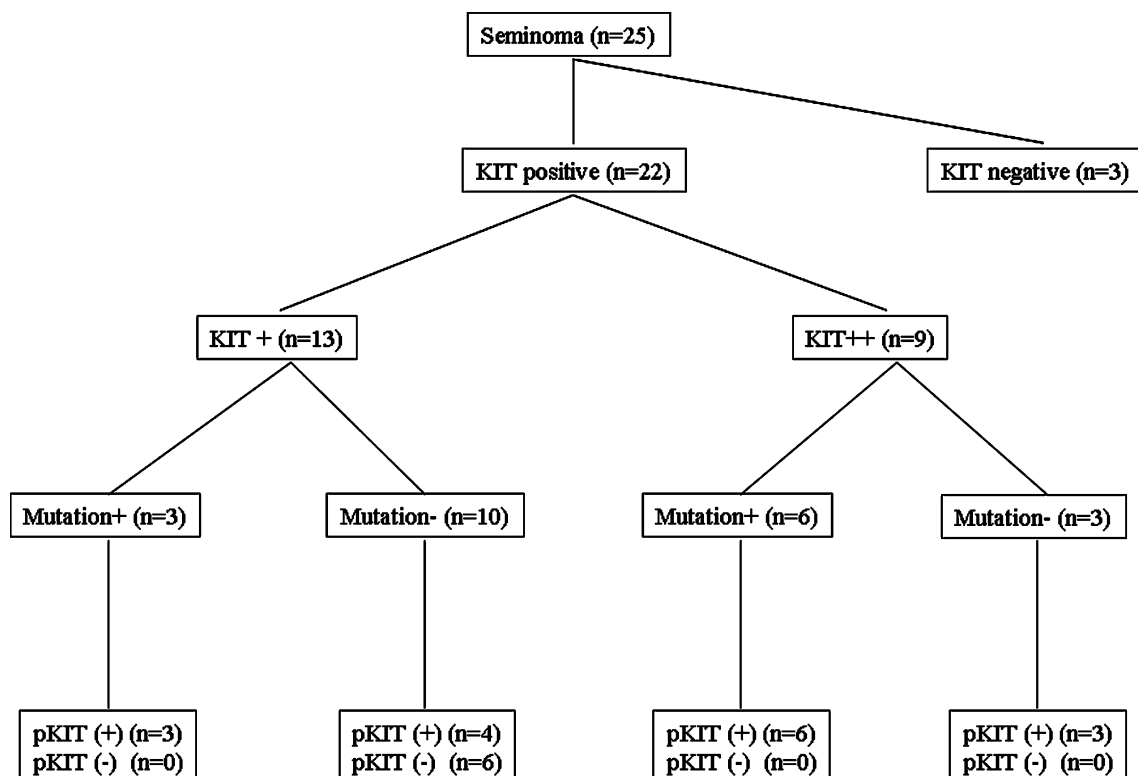 Seminoma (n=25)
KIT positive (n=22)
KIT negative (n=3)
KIT + (n=13)
KIT++ (n=9)
Mutation+ (n=3)
Mutation- (n=10)
Mutation+ (n=6)
Mutation- (n=3)
pKIT (+) (n=3)
pKIT (-) (n=0)
pKIT (+) (n=4)
pKIT (-) (n=6)
pKIT (+) (n=6)
pKIT (-) (n=0)
pKIT (+) (n=3)
pKIT (-) (n=0)